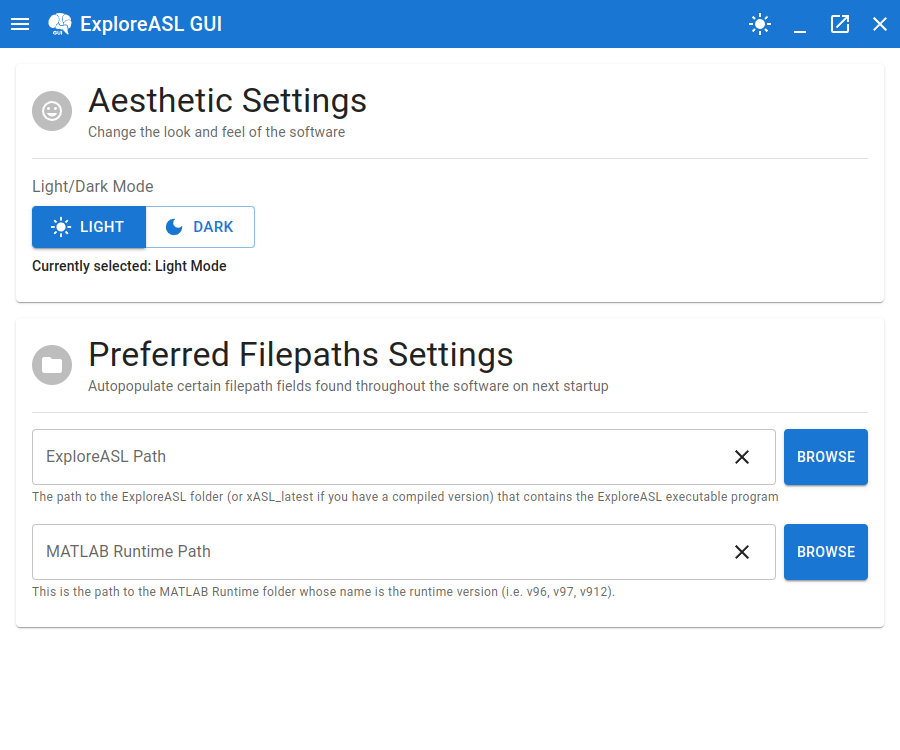 GUI
ExploreASL GUI
Aesthetic Settings
Change the look and feel of the software
Light/Dark Mode
LIGHT
DARK
Currently selected: Light Mode
Preferred Filepaths Settings
Autopopulate certain filepath fields found throughout the software on next startup
ExploreASL Path
BROWSE
The path to the ExploreASL folder (or xASL_latest if you have a compiled version) that contains the ExploreASL executable program
MATLAB Runtime Path
BROWSE
This is the path to the MATLAB Runtime folder whose name is the runtime version (i.e. v96, v97, v912).